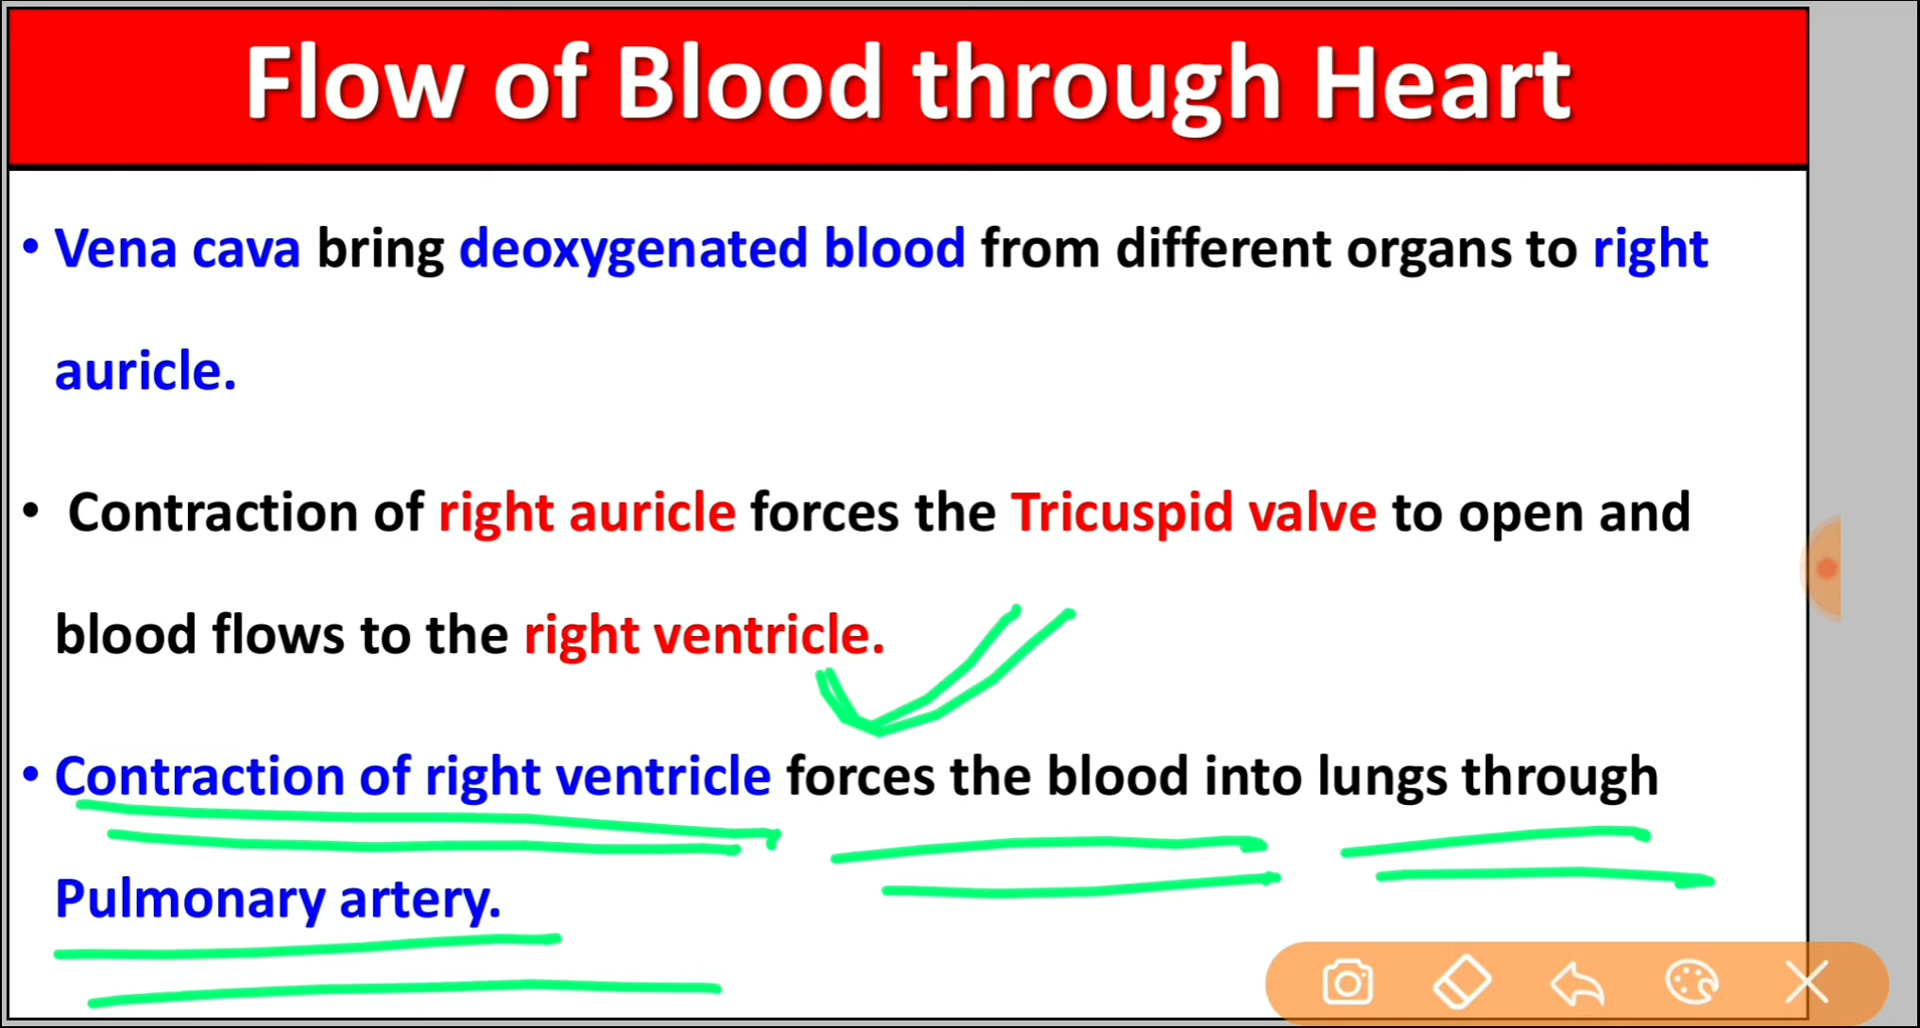 Flow of Blood through Heart
• Vena cava bring deoxygenated blood from different organs to right
auricle.
• Contraction of right auricle forces the Tricuspid valve to open and
blood flows to the right ventricle.
• Contraction of right ventricle forces the blood into lungs through
Pulmonary artery.